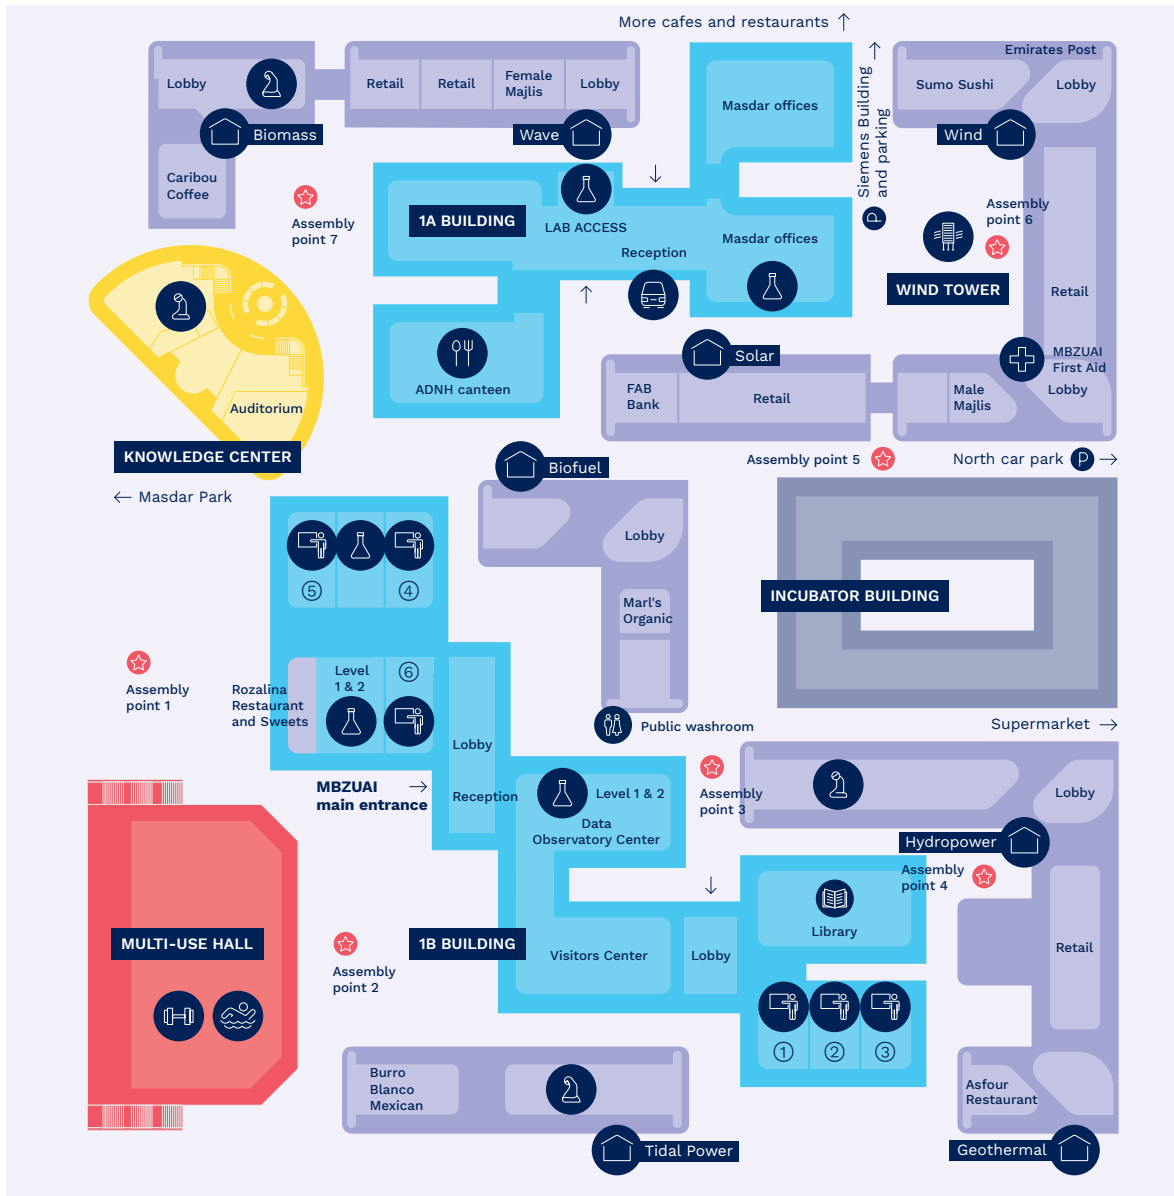 More cafes and restaurants ↑
Lobby
Biomass
Caribou
Coffee
Retail
Retail
Female
Majlis
Lobby
Wave
Masdar offices
Siemens Building
and parking
P
Emirates Post
Sumo Sushi
Lobby
Wind
Assembly
point 7
1A BUILDING
LAB ACCESS
Reception
Masdar offices
Assembly
point 6
WIND TOWER
Retail
Auditorium
KNOWLEDGE CENTER
← Masdar Park
ADNH canteen
Solar
FAB
Bank
Retail
MBZUAI
First Aid
Male
Majlis
Lobby
Assembly point 5
North car park P →
Biofuel
Lobby
Marl's
Organic
Public washroom
INCUBATOR BUILDING
Supermarket →
5
4
Assembly
point 1
Rozalina
Restaurant
and Sweets
Level
1 & 2
6
Lobby
Reception
MBZUAI →
main entrance
Level 1 & 2
Data
Observatory Center
Assembly
point 3
Lobby
Hydropower
Assembly
point 4
Library
MULTI-USE HALL
Assembly
point 2
1B BUILDING
Visitors Center
Lobby
Retail
1
2
3
Burro
Blanco
Mexican
Tidal Power
Asfour
Restaurant
Geothermal